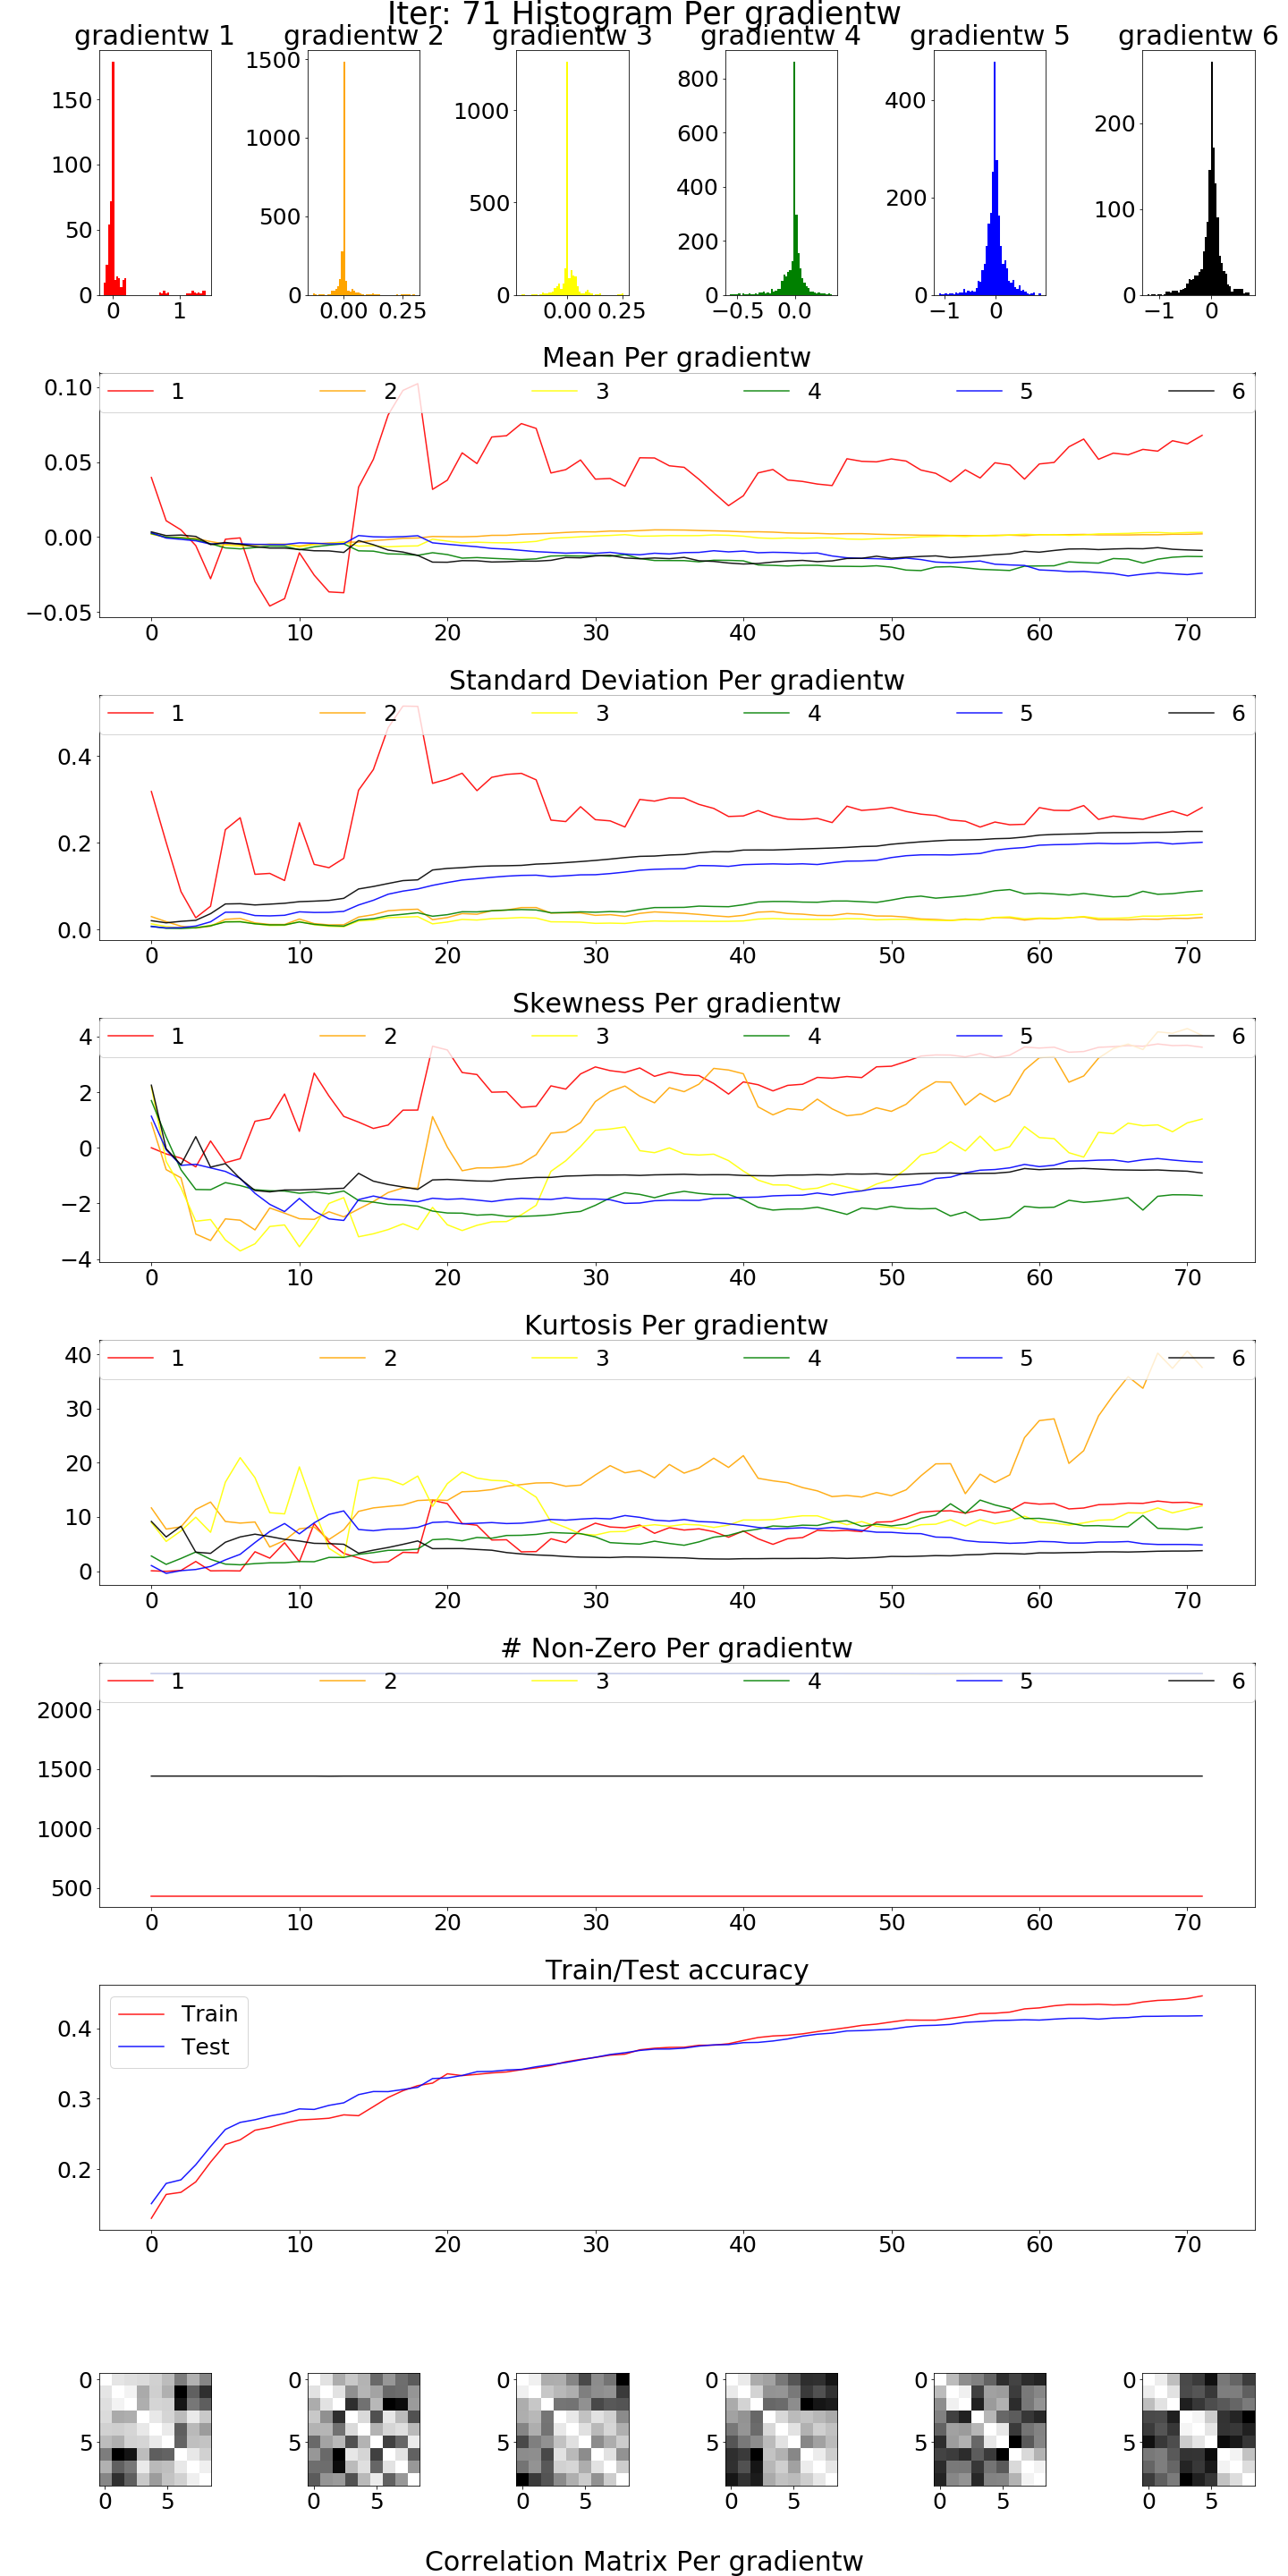 Iter: 71 Histogram Per gradientw
gradientw 1 gradientw 2 gradientw 3 gradientw 4 gradientw 5 gradientw 6
150 100 50 0
0 1
1500 1000 500 0
0.00 0.25
1000 500 0
0.00 0.25
800 600 400 200 0
−0.5 0.0
400 200 0
−1 0
200 100 0
−1 0
Mean Per gradientw
1 2 3 4 5 6
0.10
0.05
0.00
−0.05
0 10 20 30 40 50 60 70
Standard Deviation Per gradientw
1 2 3 4 5 6
0.4
0.2
0.0
0 10 20 30 40 50 60 70
Skewness Per gradientw
1 2 3 4 5 6
4
2
0
−2
−4
0 10 20 30 40 50 60 70
Kurtosis Per gradientw
1 2 3 4 5 6
40
30
20
10
0
0 10 20 30 40 50 60 70
# Non-Zero Per gradientw
1 2 3 4 5 6
2000
1500
1000
500
0 10 20 30 40 50 60 70
Train/Test accuracy
Train
Test
0.4
0.3
0.2
0 10 20 30 40 50 60 70
0 0 0 0 0 0
5 5 5 5 5 5
0 5 0 5 0 5 0 5 0 5 0 5
Correlation Matrix Per gradientw